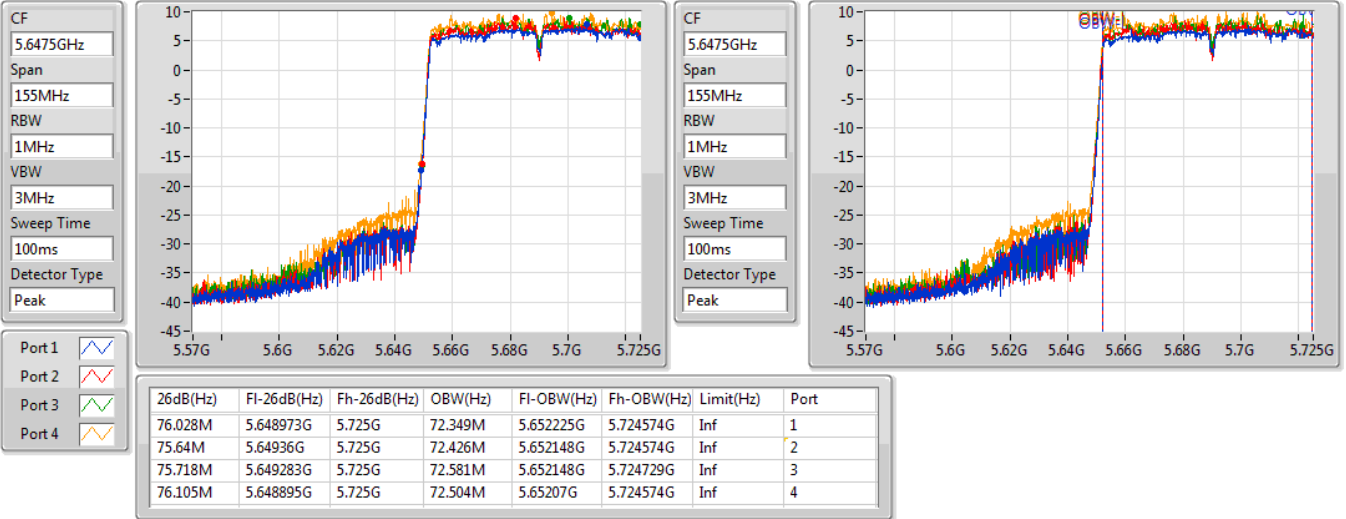 CF
5.6475GHz
Span
155MHz
RBW
1MHz
VBW
3MHz
Sweep Time
100ms
Detector Type
Peak
10
5
0
-5
-10
-15
-20
-25
-30
-35
-40
-45
5.57G 5.6G 5.62G 5.64G 5.66G 5.68G 5.7G 5.725G
CF
5.6475GHz
Span
155MHz
RBW
1MHz
VBW
3MHz
Sweep Time
100ms
Detector Type
Peak
10
5
0
-5
-10
-15
-20
-25
-30
-35
-40
-45
5.57G 5.6G 5.62G 5.64G 5.66G 5.68G 5.7G 5.725G
Port 1
Port 2
Port 3
Port 4
26dB(Hz) Fl-26dB(Hz) Fh-26dB(Hz) OBW(Hz) Fl-OBW(Hz) Fh-OBW(Hz) Limit(Hz) Port
76.028M 5.648973G 5.725G 72.349M 5.652225G 5.724574G Inf 1
75.64M 5.64936G 5.725G 72.426M 5.652148G 5.724574G Inf 2
75.718M 5.649283G 5.725G 72.581M 5.652148G 5.724729G Inf 3
76.105M 5.648895G 5.725G 72.504M 5.65207G 5.724574G Inf 4